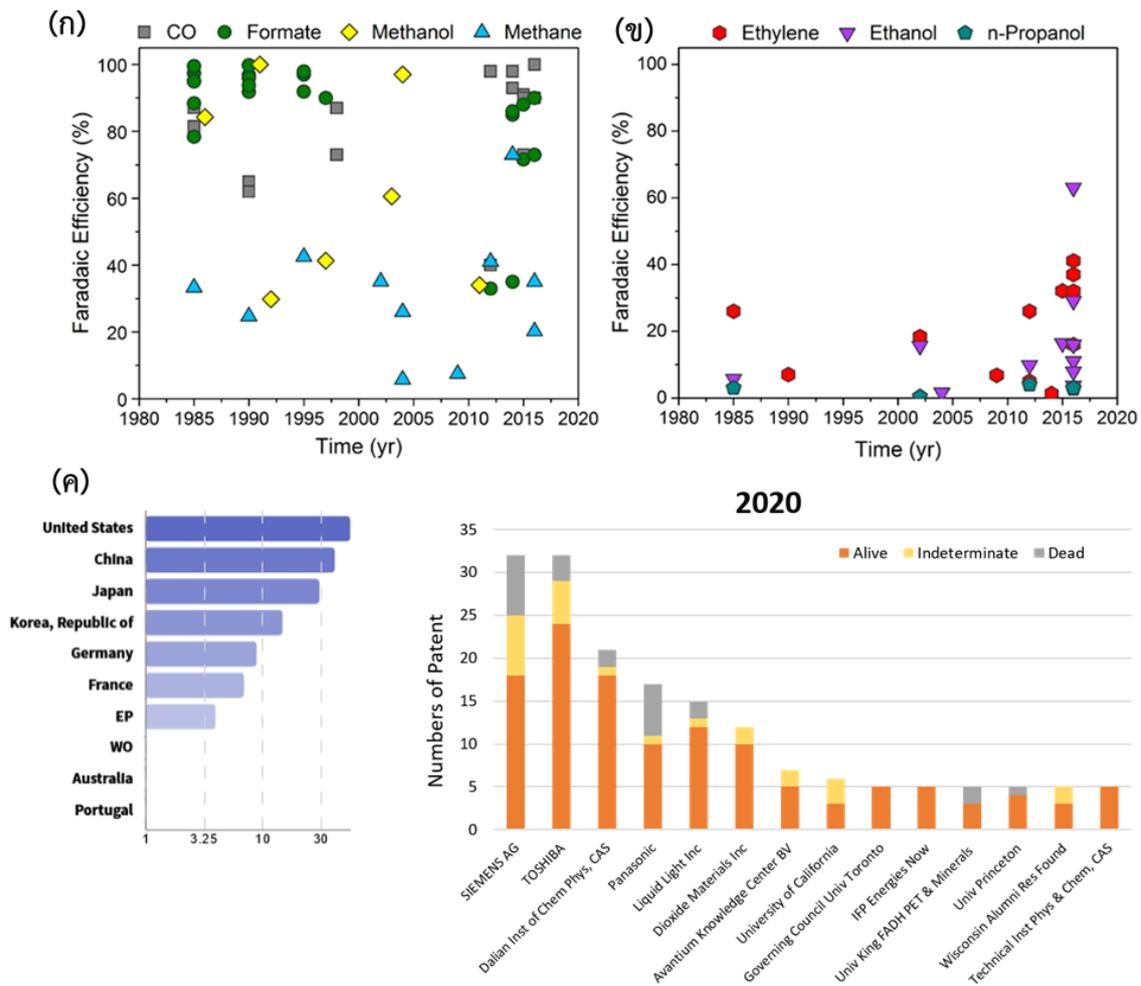 (ก)
CO Formate Methanol Methane
Faradaic Efficiency (%)
100
80
60
40
20
0
1980 1985 1990 1995 2000 2005 2010 2015 2020
Time (yr)
(ข)
Ethylene Ethanol n-Propanol
Faradaic Efficiency (%)
100
80
60
40
20
0
1980 1985 1990 1995 2000 2005 2010 2015 2020
Time (yr)
(ค)
United States
China
Japan
Korea, Republic of
Germany
France
EP
WO
Australia
Portugal
1 3.25 10 30
2020
Alive Indeterminate Dead
Numbers of Patent
35
30
25
20
15
10
5
0
SIEMENS AG
TOSHIBA
Dalian Inst of Chem Phys, CAS
Panasonic
Liquid Light Inc
Dioxide Materials Inc
Avantium Knowledge Center BV
University of California
Governing Council Univ Toronto
IFP Energies Now
Univ King FADH PET & Minerals
Univ Princeton
Wisconsin Alumni Res Found
Technical Inst Phys & Chem, CAS